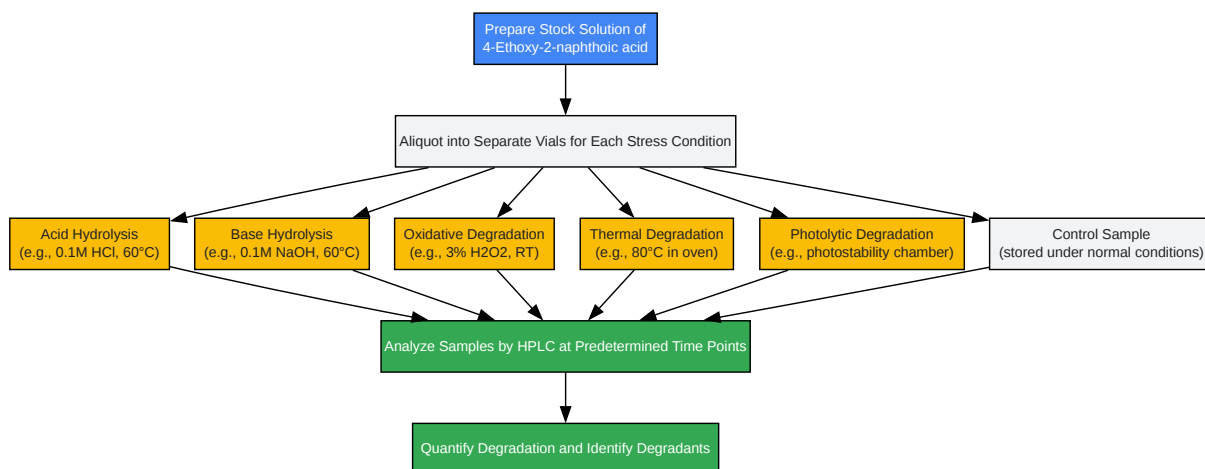 Prepare Stock Solution of
4-Ethoxy-2-naphthoic acid
Aliquot into Separate Vials for Each Stress Condition
Acid Hydrolysis
(e.g., 0.1M HCl, 60°C)
Base Hydrolysis
(e.g., 0.1M NaOH, 60°C)
Oxidative Degradation
(e.g., 3% H2O2, RT)
Thermal Degradation
(e.g., 80°C in oven)
Photolytic Degradation
(e.g., photostability chamber)
Control Sample
(stored under normal conditions)
Analyze Samples by HPLC at Predetermined Time Points
Quantify Degradation and Identify Degradants